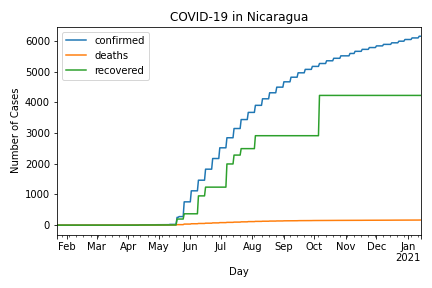 COVID-19 in Nicaragua
confirmed
deaths
recovered
Number of Cases
6000
5000
4000
3000
2000
1000
0
Feb Mar Apr May Jun Jul Aug Sep Oct Nov Dec Jan
2021
Day